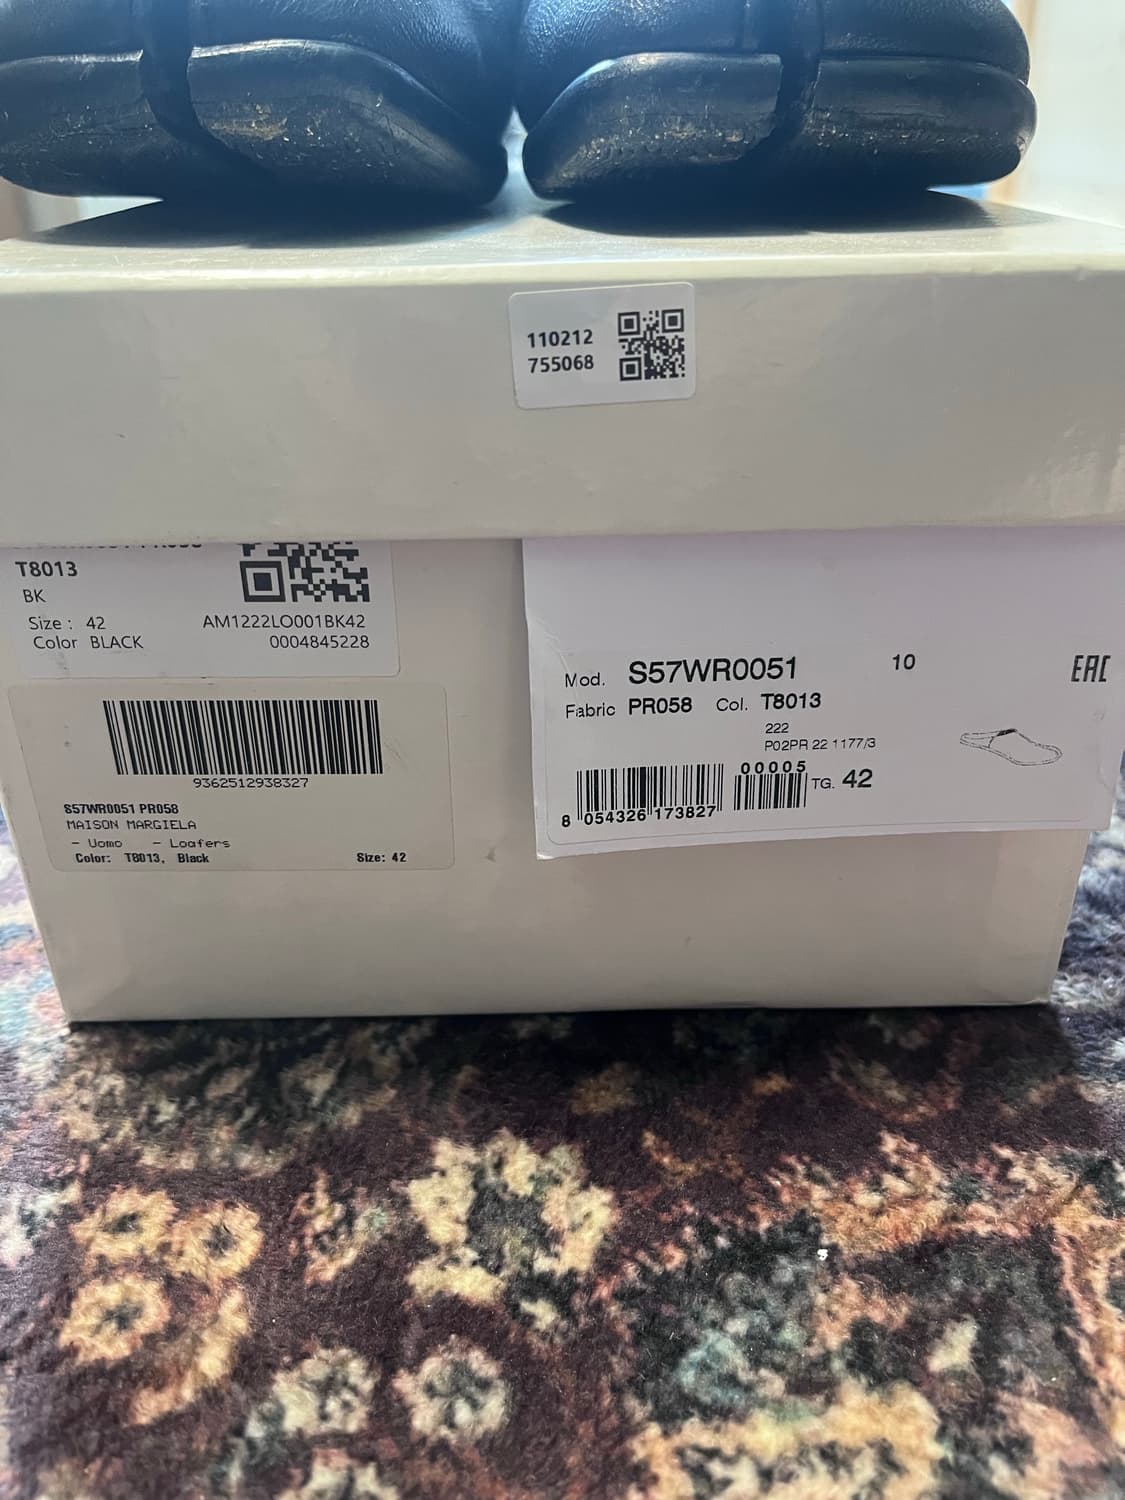 110212
755068
T8013
BK
Size : 42
Color BLACK
AM1222LO001BK42
0004845228
9362512938327
S57WR0051 PR058
MAISON MARGIELA
- Uomo - Loafers
Color: T8013, Black Size: 42
Mod. S57WR0051 10 EAC
Fabric PR058 Col. T8013
222
P02PR 22 1177/3
00005
TG. 42
8 054326 173827